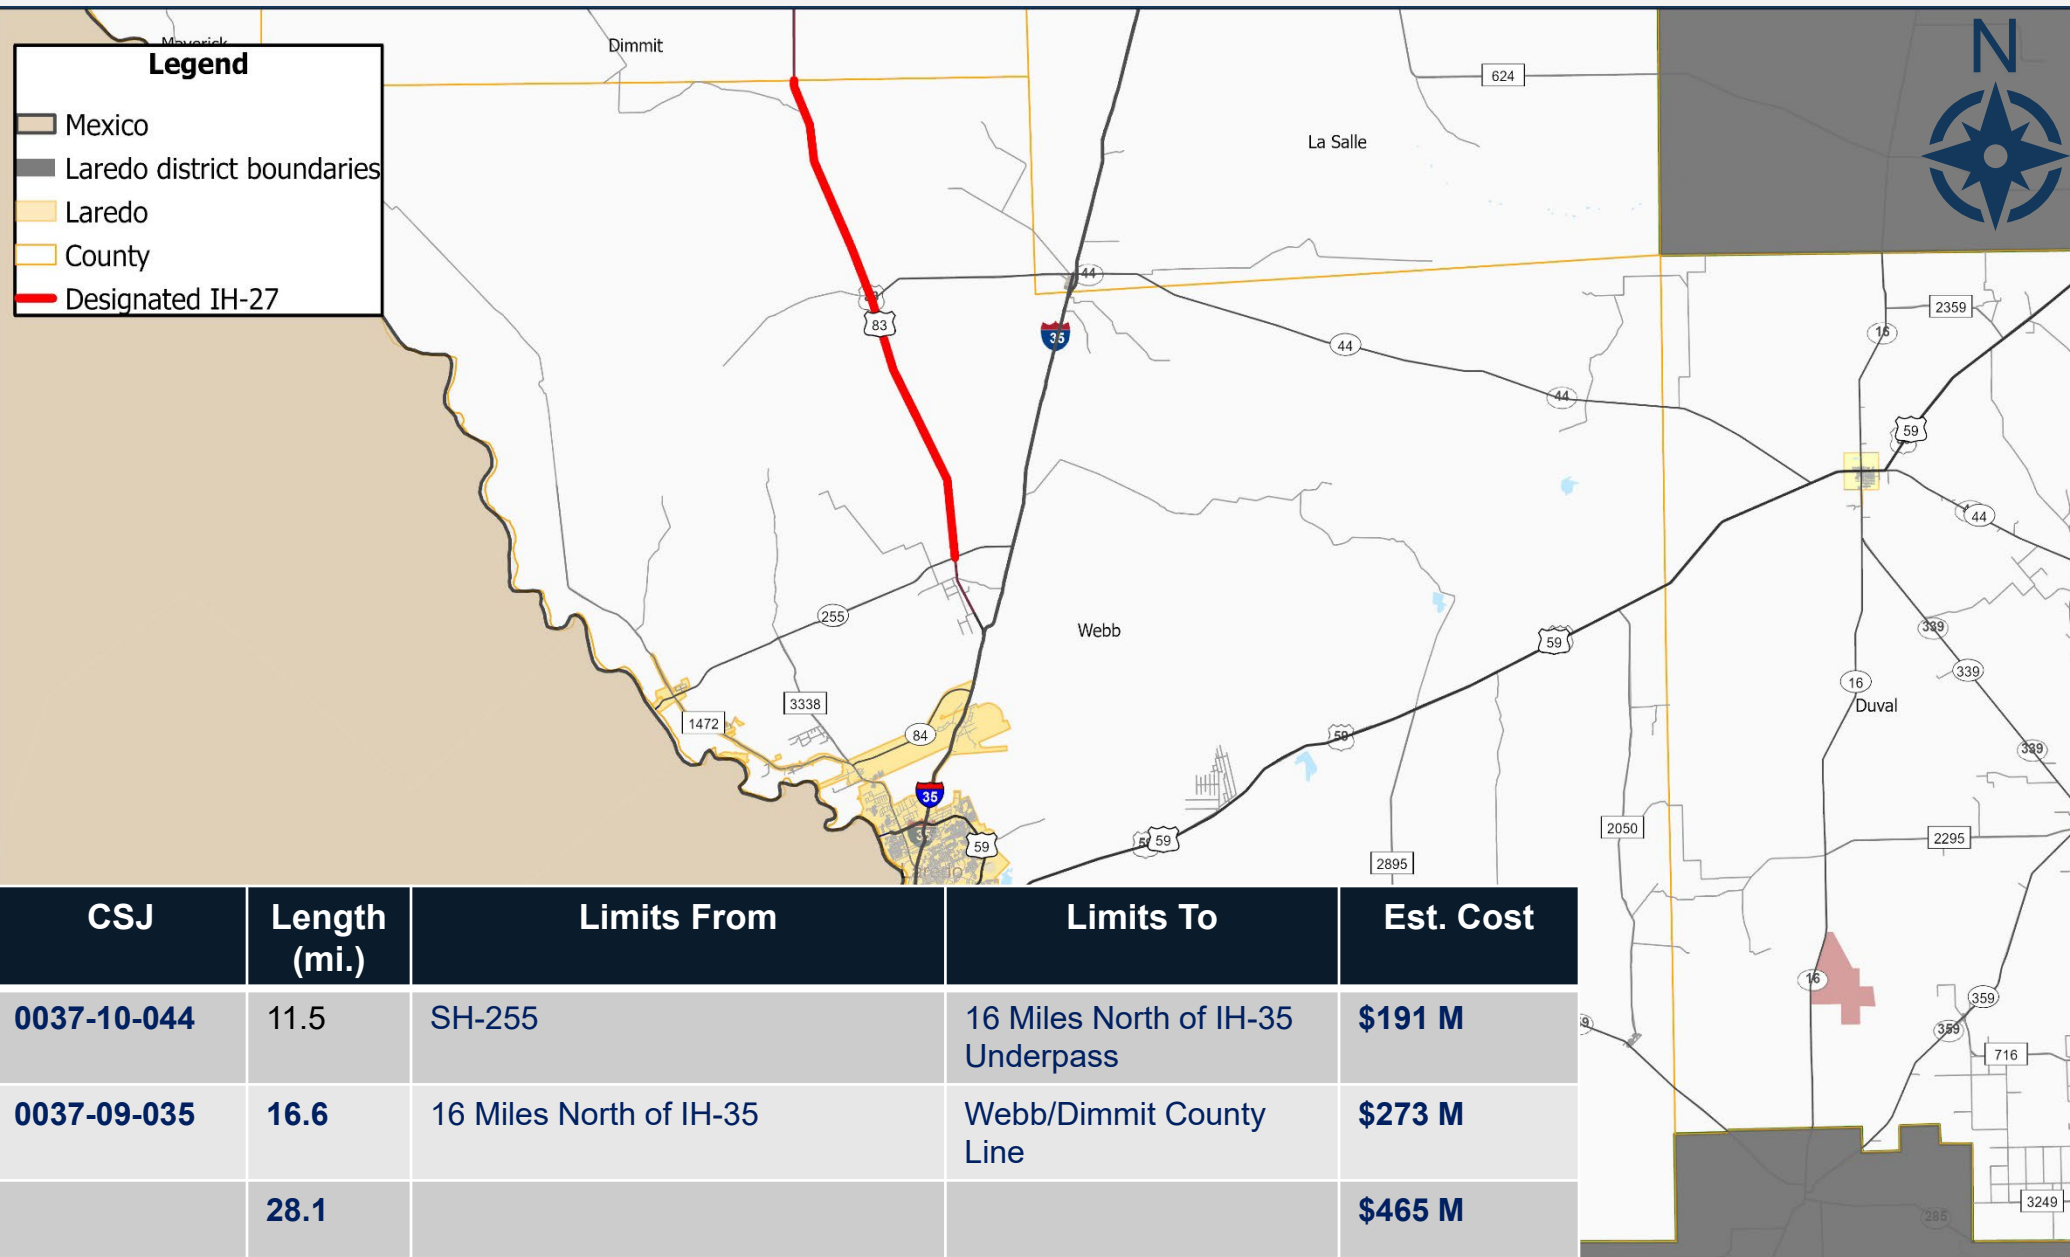 Maverick
Dimmit
N
Legend
Mexico
Laredo district boundaries
Laredo
County
Designated IH-27
624
La Salle
44
83
35
44
44
2359
16
59
44
255
Webb
59
339
339
16
Duval
339
3338
1472
84
59
35
59
59
2050
2295
2895
Laredo
16
359
359
716
3249
285
CSJ
Length (mi.)
Limits From
Limits To
Est. Cost
0037-10-044
11.5
SH-255
16 Miles North of IH-35
Underpass
$191 M
0037-09-035
16.6
16 Miles North of IH-35
Webb/Dimmit County
Line
$273 M
28.1
$465 M